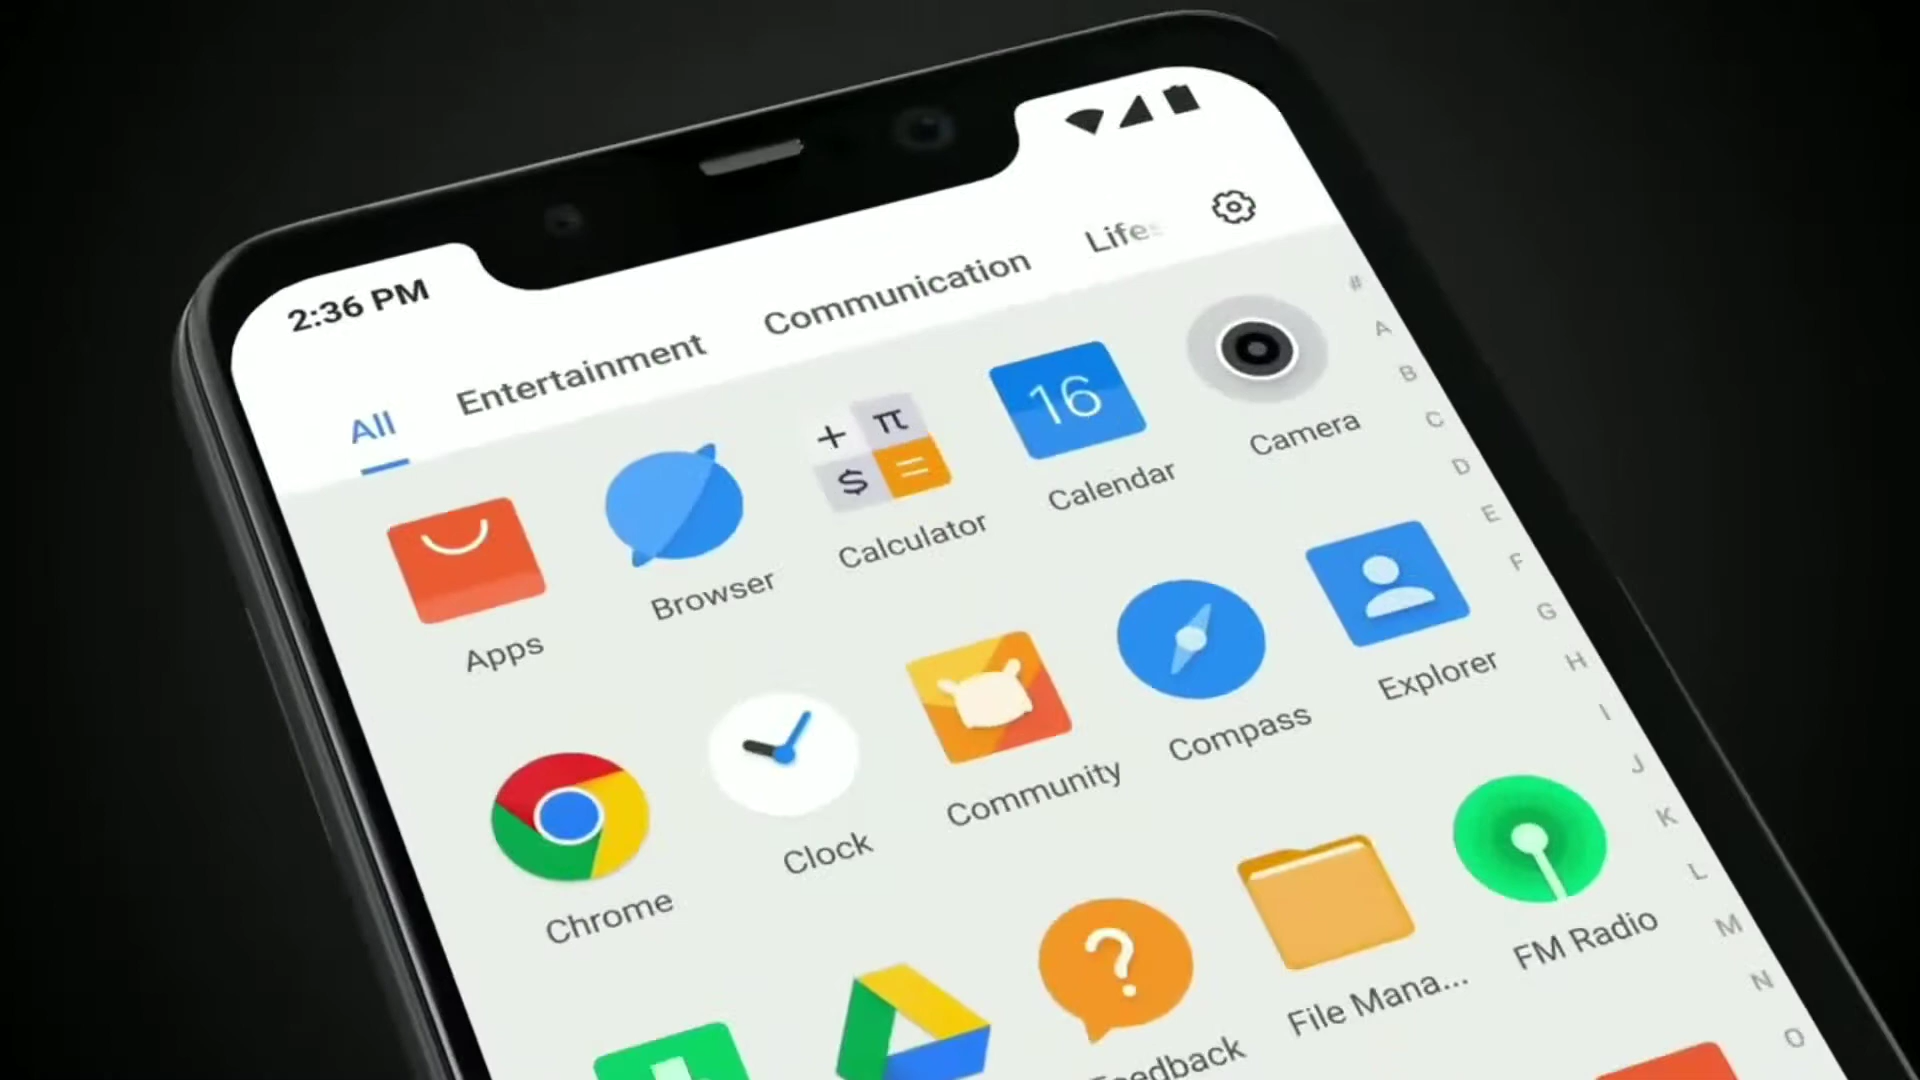 2:36 PM
All Entertainment Communication Life
Apps Browser Calculator Calendar Camera
+ π
$ =
16
Chrome Clock Community Compass Explorer
?
Feedback File Mana... FM Radio
#
A
B
C
D
E
F
G
H
I
J
K
L
M
N
O